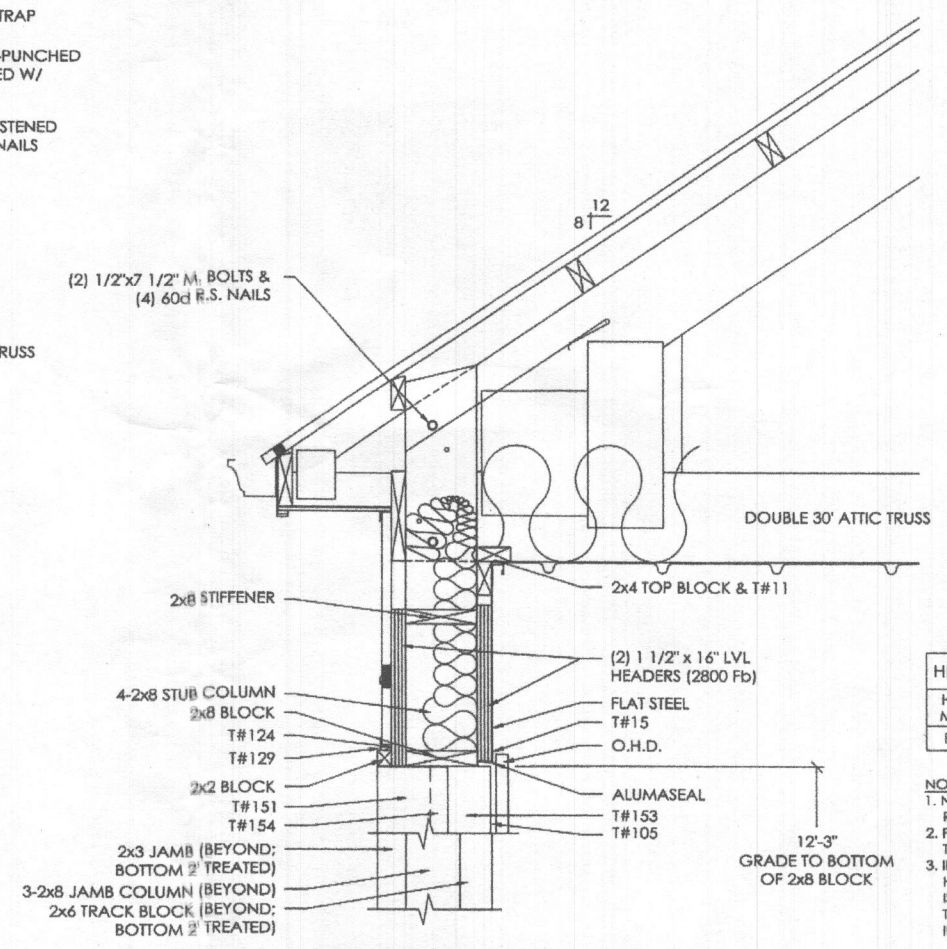 TRAP
-PUNCHED
ED W/
STENED
NAILS
RUSS
12
8
(2) 1/2"x7 1/2" M. BOLTS &
(4) 60d R.S. NAILS
DOUBLE 30' ATTIC TRUSS
2x8 STIFFENER
2x4 TOP BLOCK & T#11
(2) 1 1/2" x 16" LVL
HEADERS (2800 Fb)
4-2x8 STUB COLUMN
2x8 BLOCK
T#124
T#129
2x2 BLOCK
T#151
T#154
2x3 JAMB (BEYOND;
BOTTOM 2' TREATED)
3-2x8 JAMB COLUMN (BEYOND)
2x6 TRACK BLOCK (BEYOND;
BOTTOM 2' TREATED)
FLAT STEEL
T#15
O.H.D.
ALUMASEAL
T#153
T#105
12'-3"
GRADE TO BOTTOM
OF 2x8 BLOCK
NO
1.
2.
3.